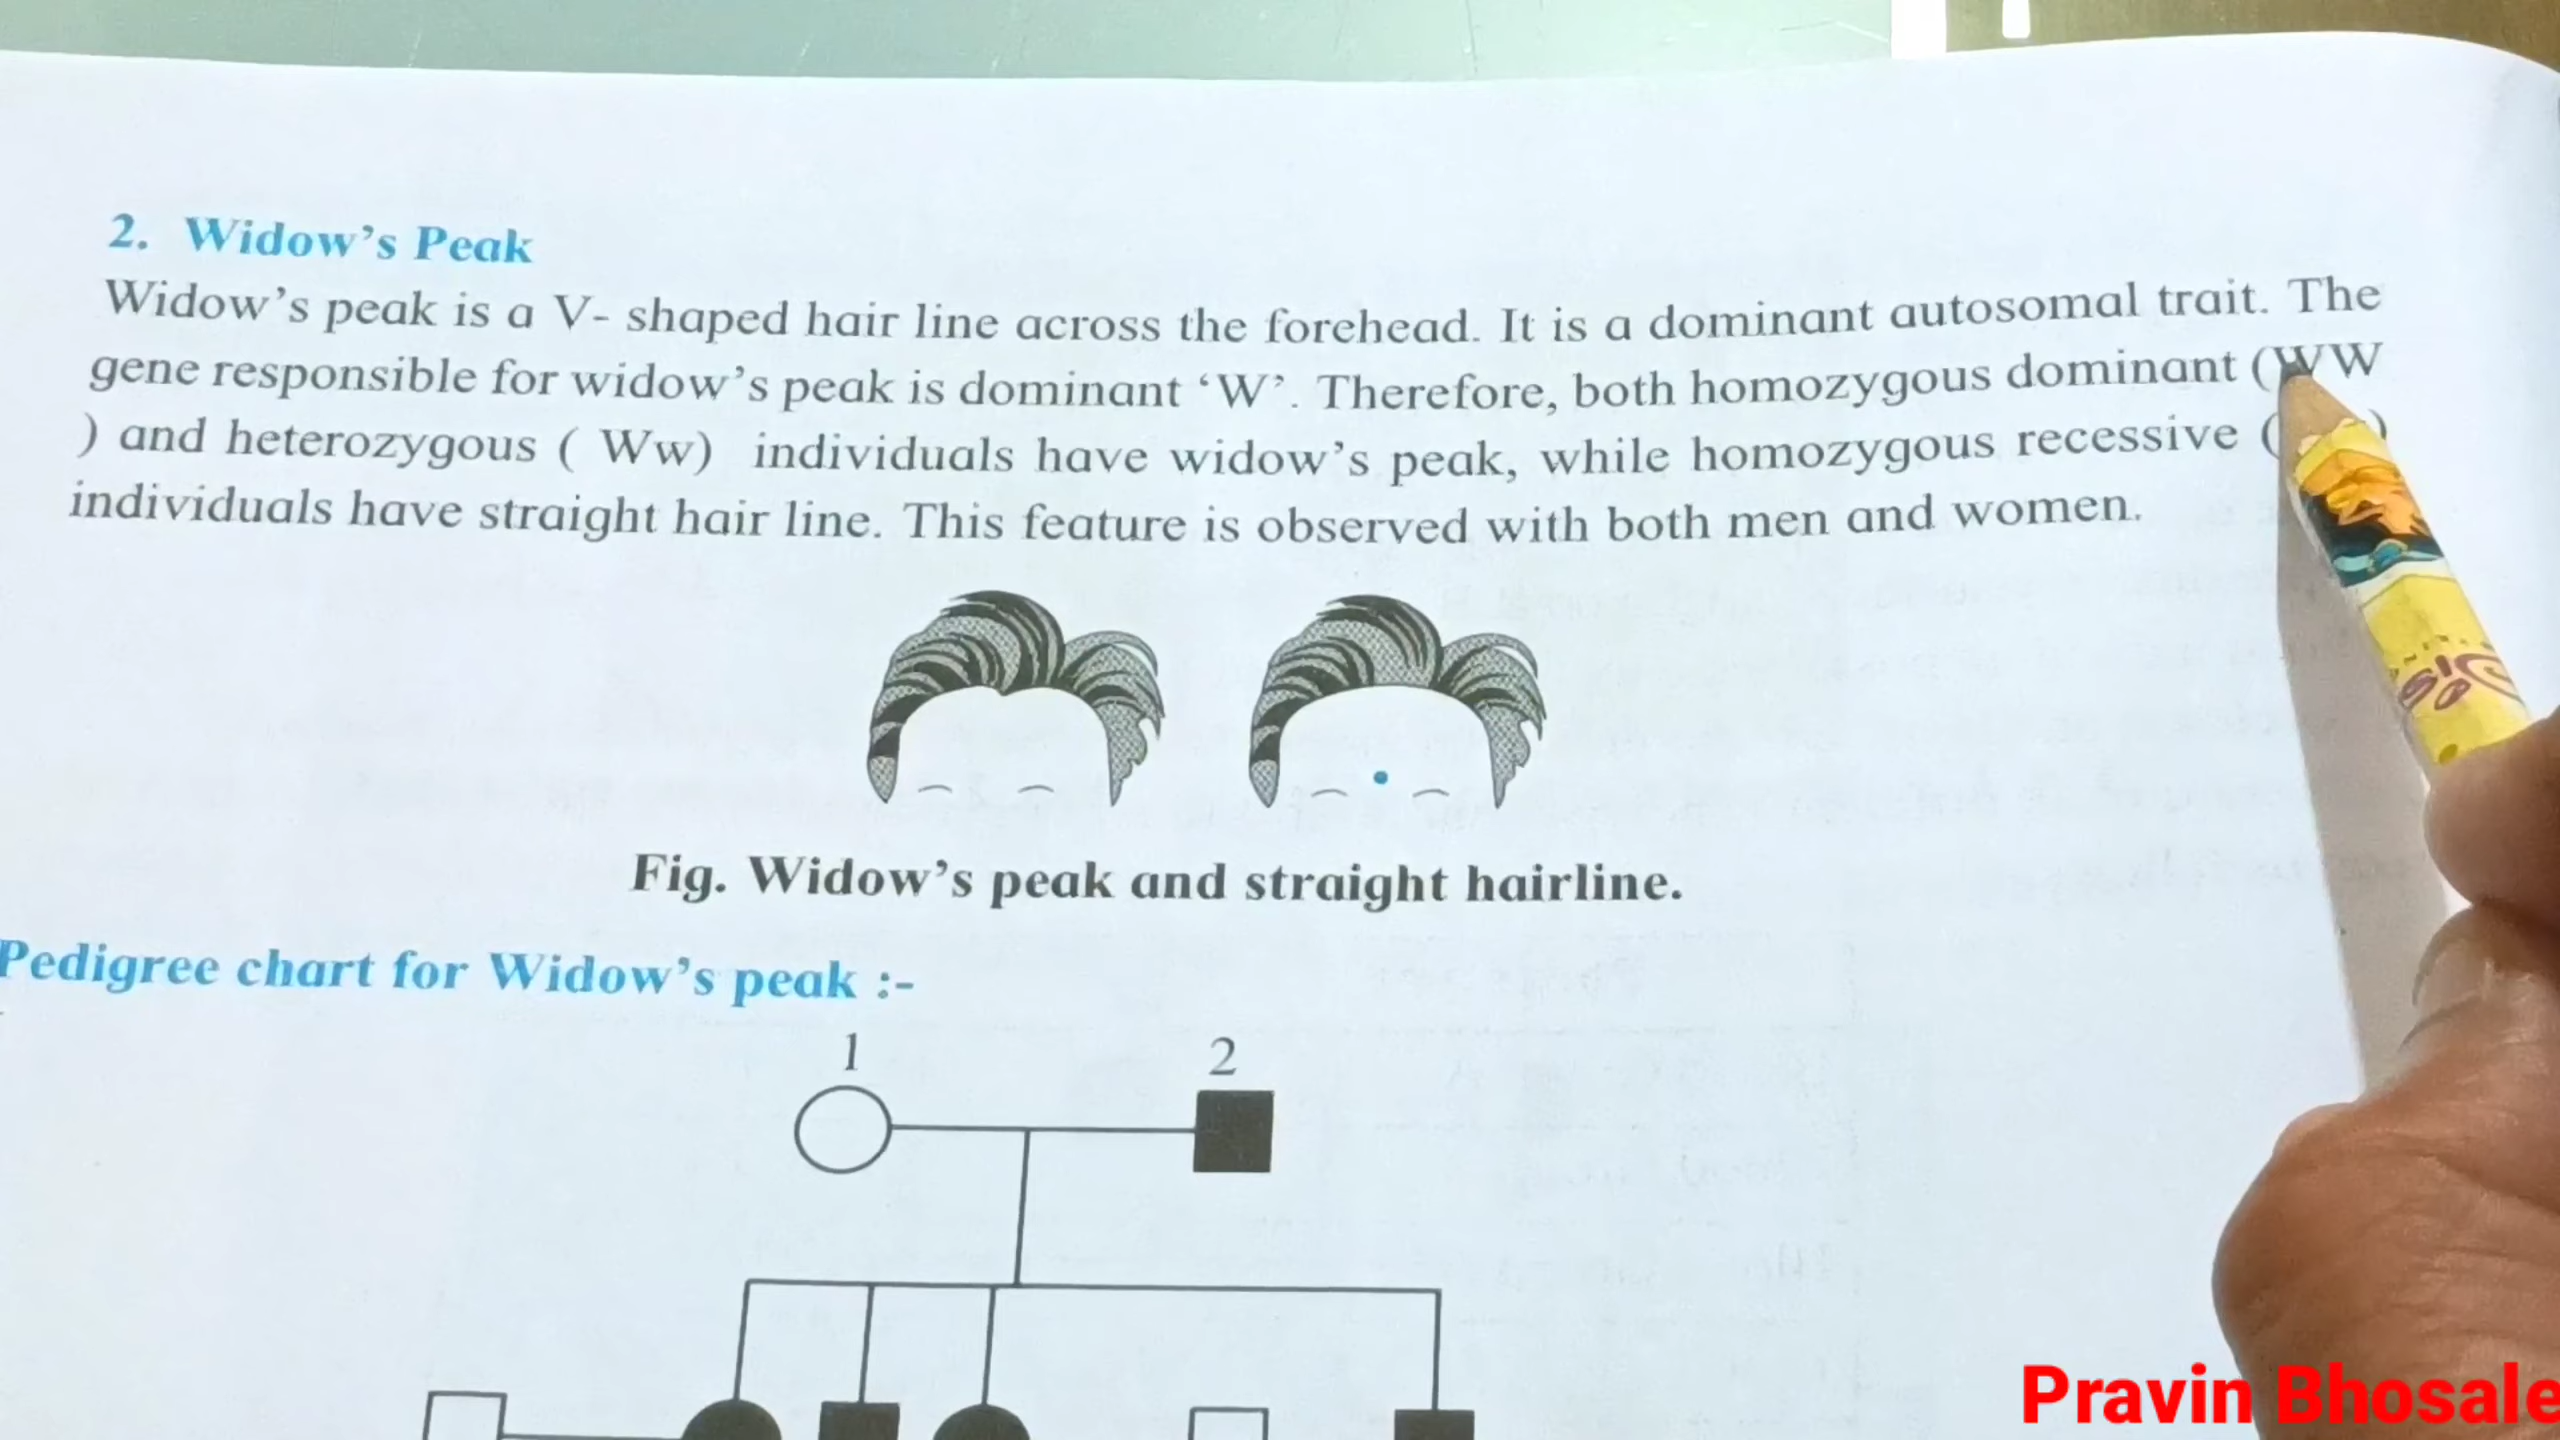 2. Widow's Peak
Widow's peak is a V- shaped hair line across the forehead. It is a dominant autosomal trait. The
gene responsible for widow's peak is dominant ‘W’. Therefore, both homozygous dominant (WW
) and heterozygous ( Ww) individuals have widow's peak, while homozygous recessive ( )
individuals have straight hair line. This feature is observed with both men and women.
Fig. Widow's peak and straight hairline.
Pedigree chart for Widow's peak :-
1 2
Pravin Bhosale